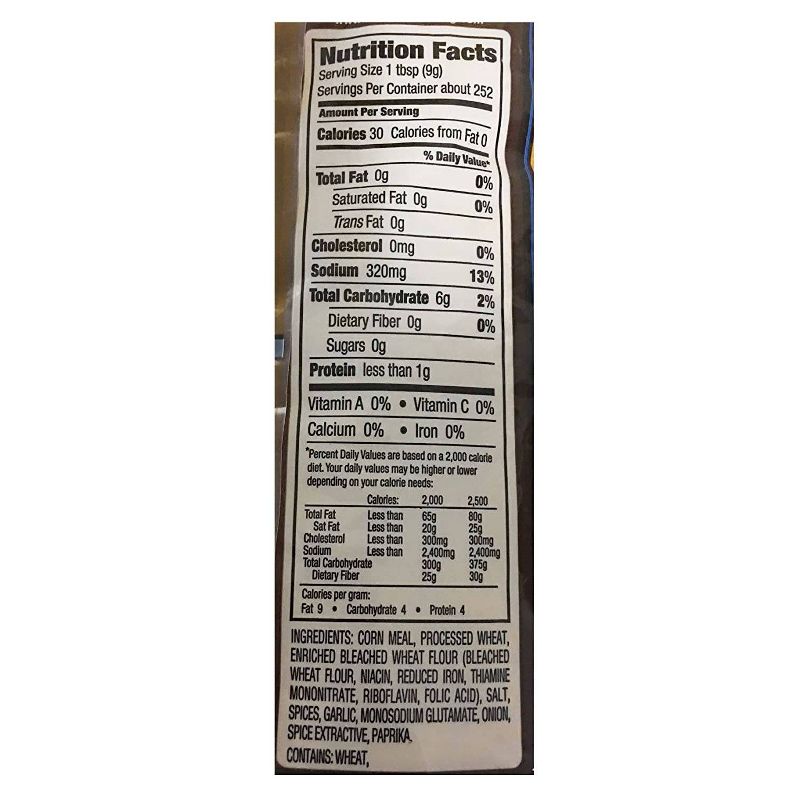 Nutrition Facts
Serving Size 1 tbsp (9g)
Servings Per Container about 252
Amount Per Serving
Calories 30 Calories from Fat 0
% Daily Value*
Total Fat 0g 0%
Saturated Fat 0g 0%
Trans Fat 0g
Cholesterol 0mg 0%
Sodium 320mg 13%
Total Carbohydrate 6g 2%
Dietary Fiber 0g 0%
Sugars 0g
Protein less than 1g
Vitamin A 0% • Vitamin C 0%
Calcium 0% • Iron 0%
*Percent Daily Values are based on a 2,000 calorie
diet. Your daily values may be higher or lower
depending on your calorie needs:
Calories: 2,000 2,500
Total Fat Less than 65g 80g
Sat Fat Less than 20g 25g
Cholesterol Less than 300mg 300mg
Sodium Less than 2,400mg 2,400mg
Total Carbohydrate 300g 375g
Dietary Fiber 25g 30g
Calories per gram:
Fat 9 • Carbohydrate 4 • Protein 4
INGREDIENTS: CORN MEAL, PROCESSED WHEAT,
ENRICHED BLEACHED WHEAT FLOUR (BLEACHED
WHEAT FLOUR, NIACIN, REDUCED IRON, THIAMINE
MONONITRATE, RIBOFLAVIN, FOLIC ACID), SALT,
SPICES, GARLIC, MONOSODIUM GLUTAMATE, ONION,
SPICE EXTRACTIVE, PAPRIKA.
CONTAINS: WHEAT,